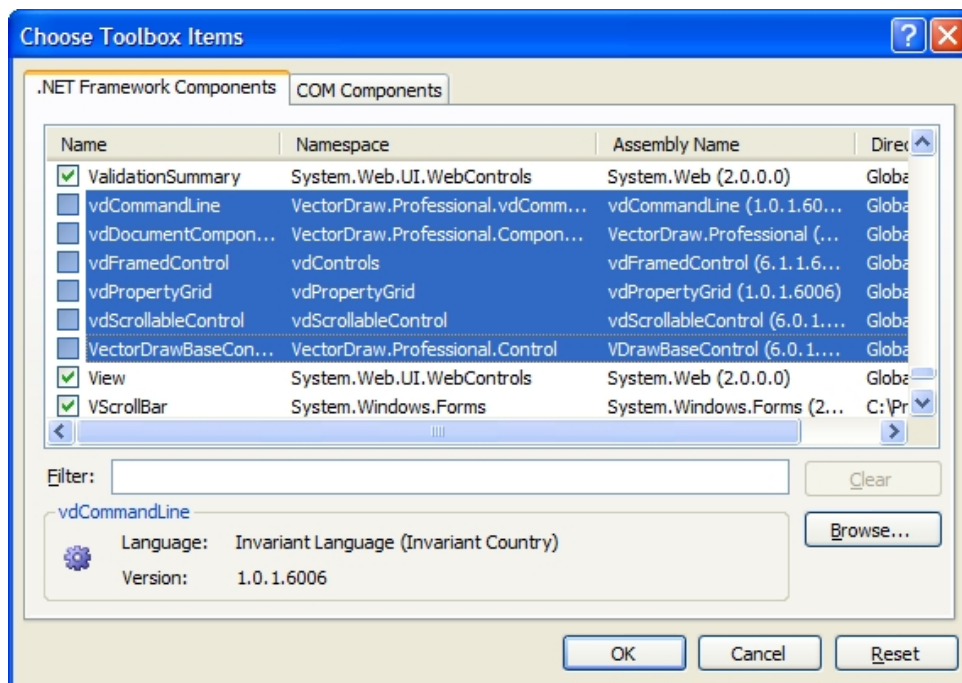 Choose Toolbox Items
.NET Framework Components COM Components
Name Namespace Assembly Name Direc
ValidationSummary System.Web.UI.WebControls System.Web (2.0.0.0) Globa
vdCommandLine VectorDraw.Professional.vdComm... vdCommandLine (1.0.1.60... Globa
vdDocumentCompon... VectorDraw.Professional.Compon... VectorDraw.Professional (... Globa
vdFramedControl vdControls vdFramedControl (6.1.1.6... Globa
vdPropertyGrid vdPropertyGrid vdPropertyGrid (1.0.1.6006) Globa
vdScrollableControl vdScrollableControl vdScrollableControl (6.0.1.... Globa
VectorDrawBaseCon... VectorDraw.Professional.Control VDrawBaseControl (6.0.1.... Globa
View System.Web.UI.WebControls System.Web (2.0.0.0) Globa
VScrollBar System.Windows.Forms System.Windows.Forms (2... C:\Pr
Filter: Clear
vdCommandLine
Browse...
Language: Invariant Language (Invariant Country)
Version: 1.0.1.6006
OK Cancel Reset